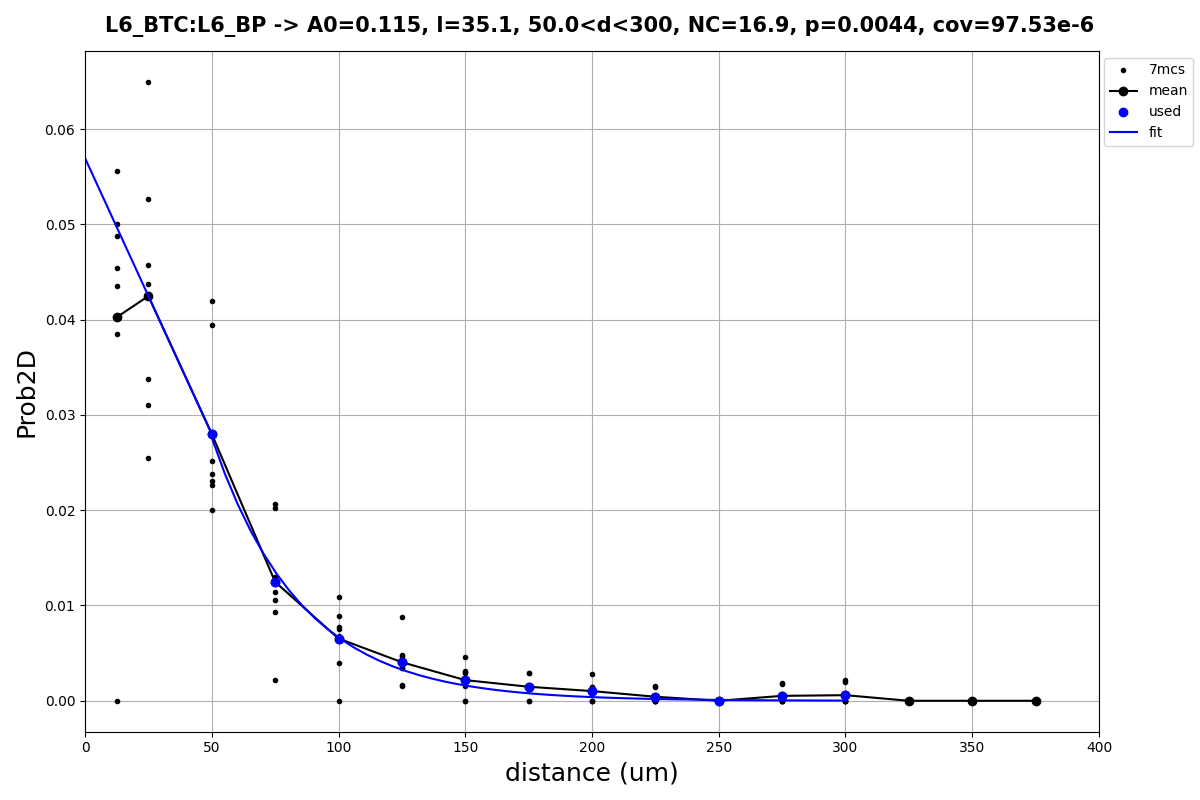 L6_BTC:L6_BP -> A0=0.115, l=35.1, 50.0<d<300, NC=16.9, p=0.0044, cov=97.53e-6
7mcs
mean
used
fit
0.06
0.05
0.04
0.03
0.02
0.01
0.00
Prob2D
0 50 100 150 200 250 300 350 400
distance (um)